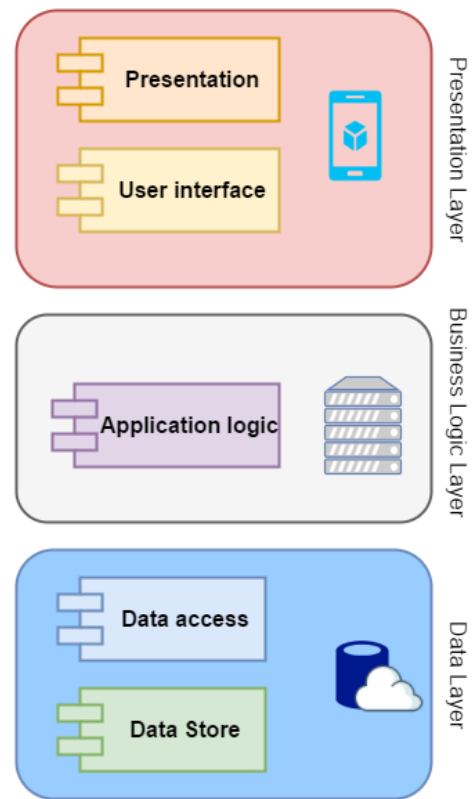 Presentation
User interface
Presentation Layer
Application logic
Business Logic Layer
Data access
Data Store
Data Layer